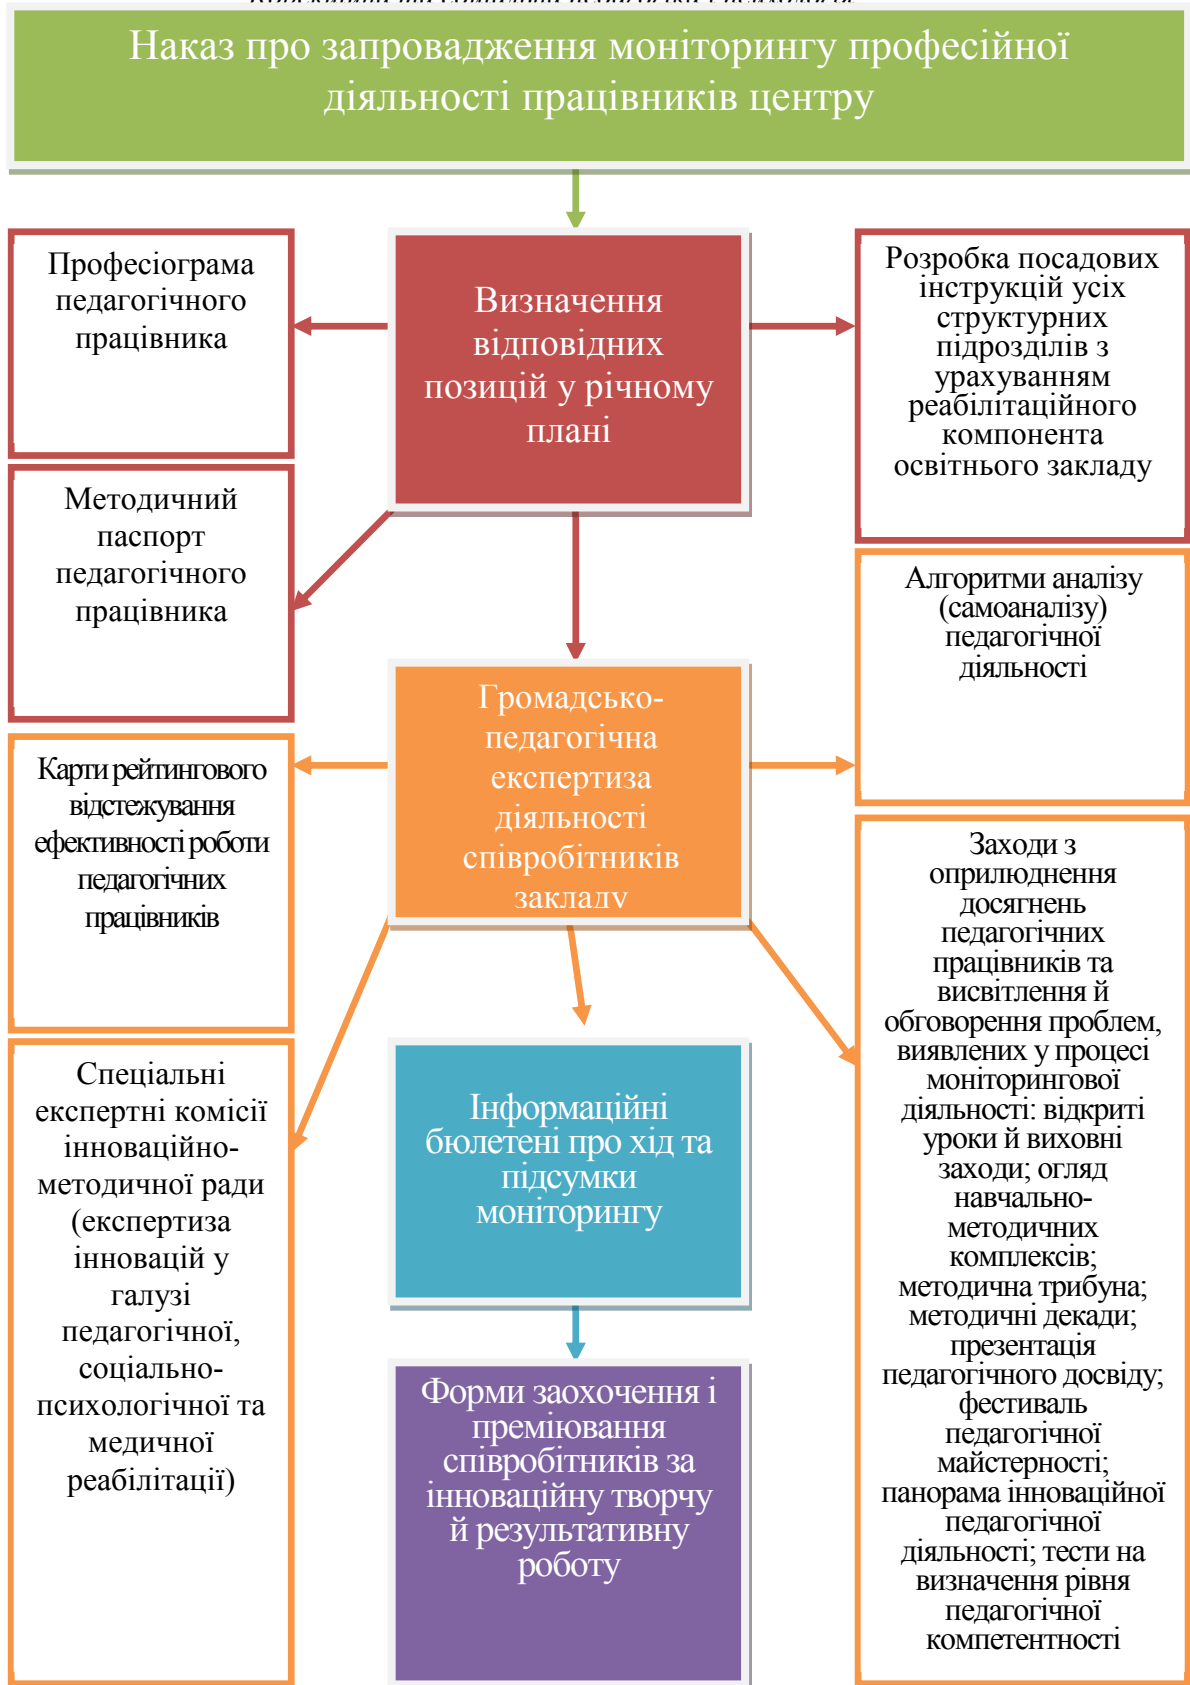 Наказ про запровадження моніторингу професійної
діяльності працівників центру
Професіограма
педагогічного
працівника
Визначення
відповідних
позицій у річному
плані
Розробка посадових
інструкцій усіх
структурних
підрозділів з
урахуванням
реабілітаційного
компонента
освітнього закладу
Методичний
паспорт
педагогічного
працівника
Алгоритми аналізу
(самоаналізу)
педагогічної
діяльності
Громадсько-
педагогічна
експертиза
діяльності
співробітників
закладу
Карти рейтингового
відстежування
ефективності роботи
педагогічних
працівників
Заходи з
оприлюднення
досягнень
педагогічних
працівників та
висвітлення й
обговорення проблем,
виявлених у процесі
моніторингової
діяльності: відкриті
уроки й виховні
заходи; огляд
навчально-
методичних
комплексів;
методична трибуна;
методичні декади;
презентація
педагогічного досвіду;
фестиваль
педагогічної
майстерності;
панорама інноваційної
педагогічної
діяльності; тести на
визначення рівня
педагогічної
компетентності
Спеціальні
експертні комісії
інноваційно-
методичної ради
(експертиза
інновацій у
галузі
педагогічної,
соціально-
психологічної та
медичної
реабілітації)
Інформаційні
бюлетені про хід та
підсумки
моніторингу
Форми заохочення і
преміювання
співробітників за
інноваційну творчу
й результативну
роботу